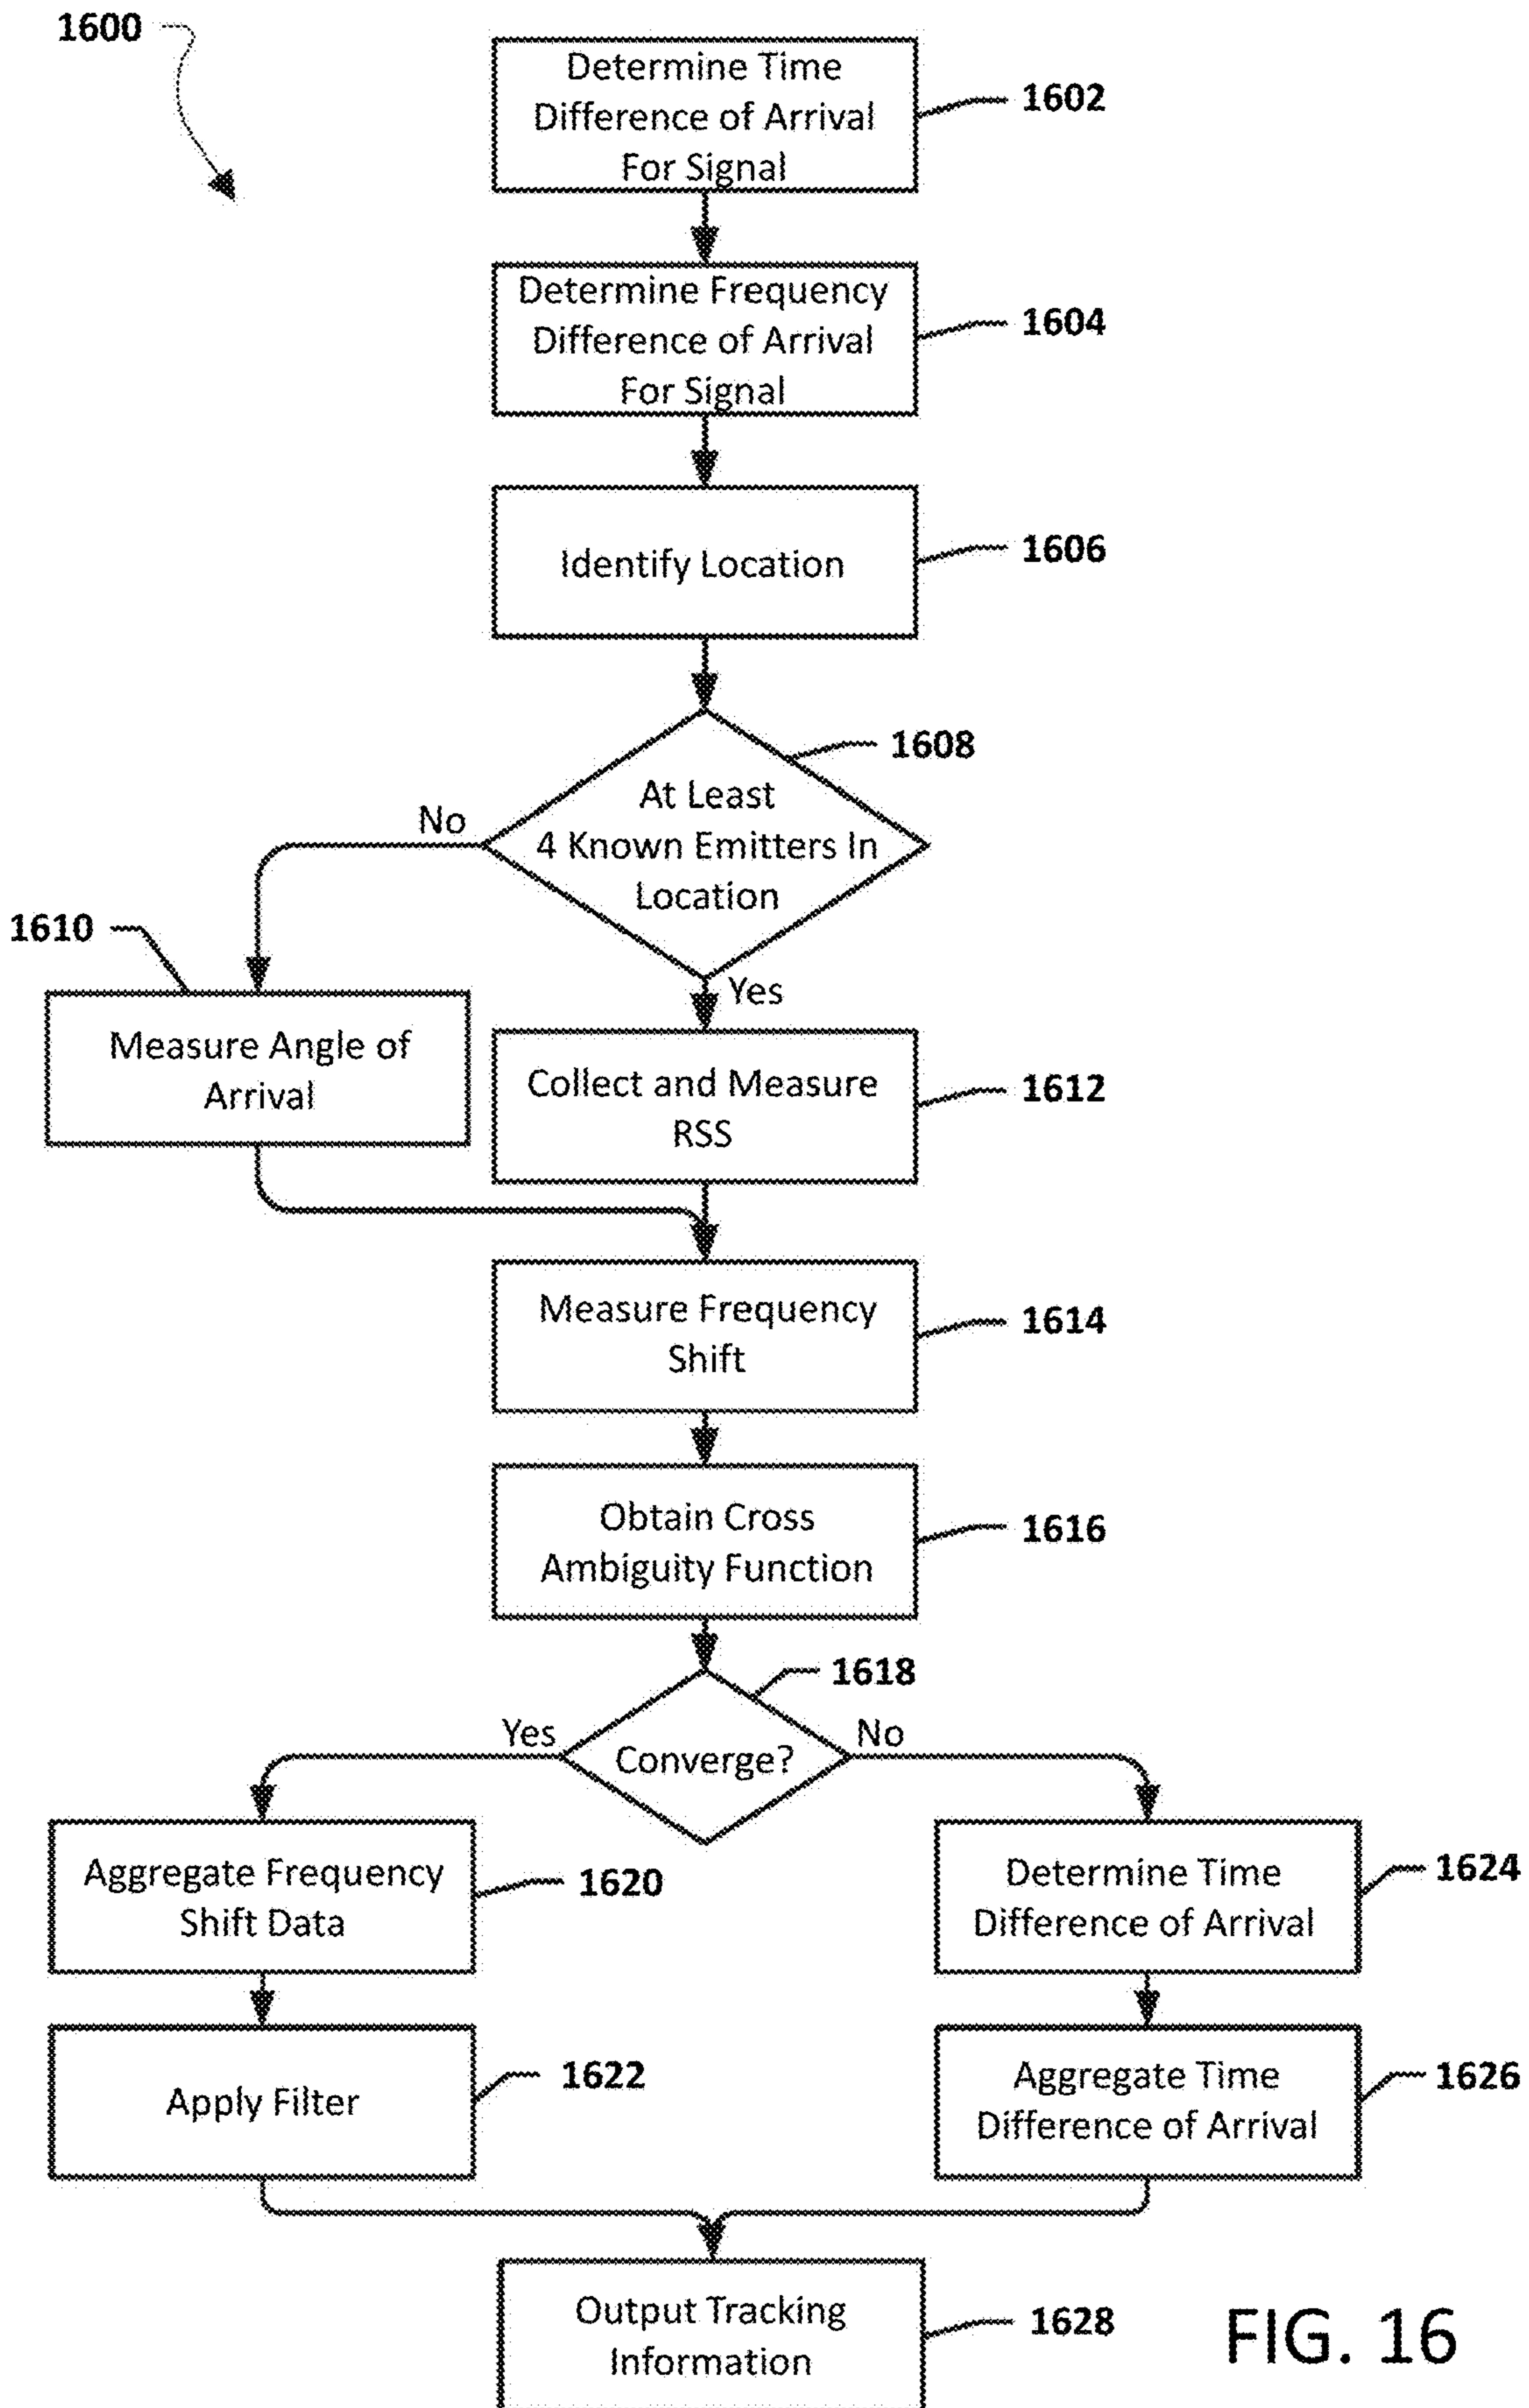 1600
Determine Time
Difference of Arrival
For Signal
1602
Determine Frequency
Difference of Arrival
For Signal
1604
Identify Location
1606
1608
At Least
4 Known Emitters In
Location
No
Yes
1610
Measure Angle of
Arrival
Collect and Measure
RSS
1612
Measure Frequency
Shift
1614
Obtain Cross
Ambiguity Function
1616
1618
Converge?
Yes
No
Aggregate Frequency
Shift Data
1620
Determine Time
Difference of Arrival
1624
Apply Filter
1622
Aggregate Time
Difference of Arrival
1626
Output Tracking
Information
1628
FIG. 16